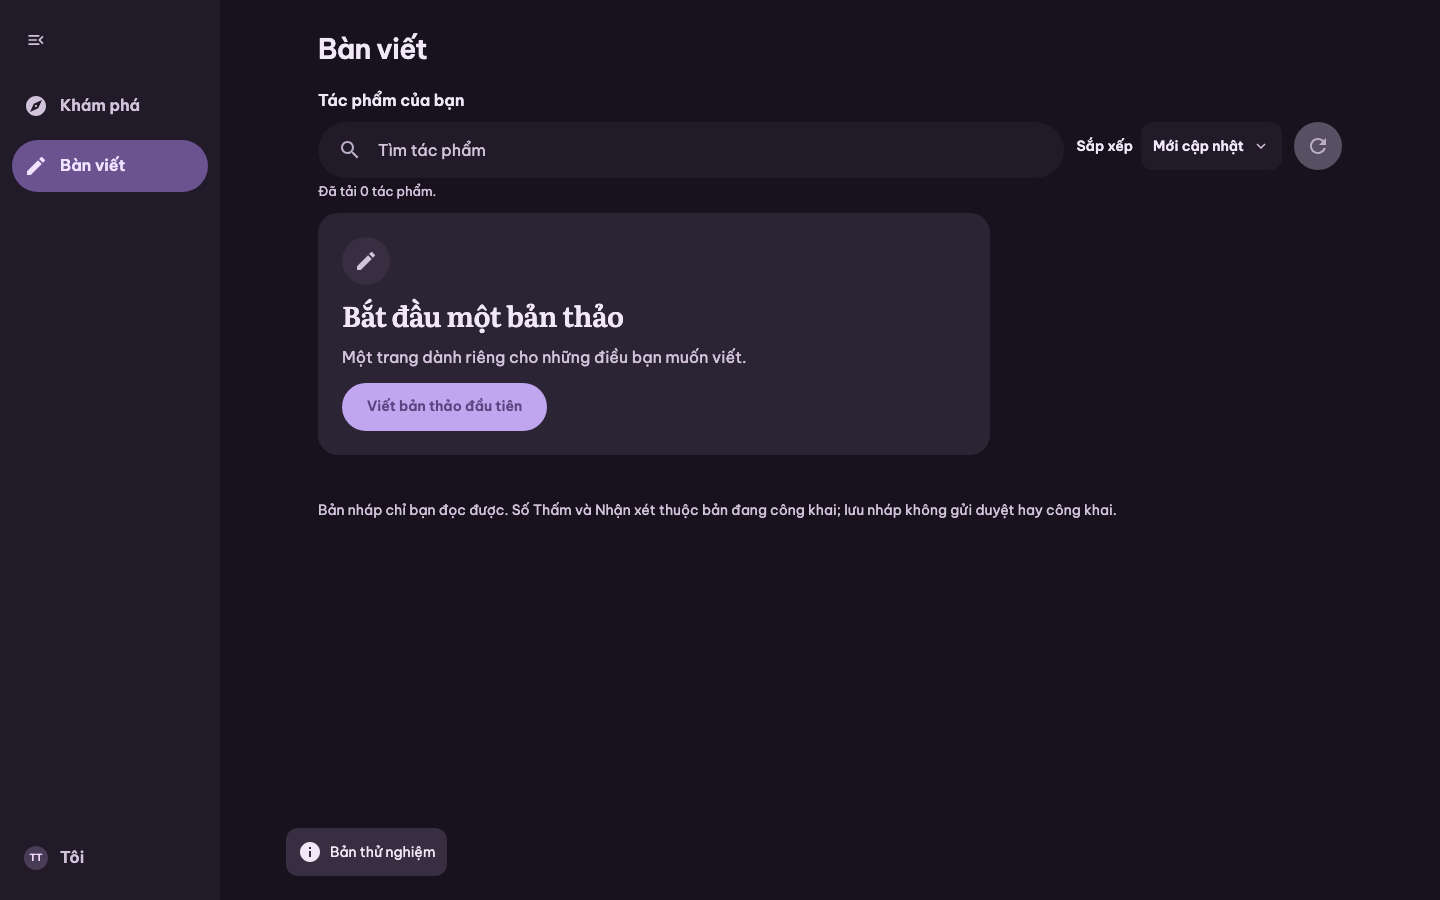 Khám phá
Bàn viết
TT Tôi
Bàn viết
Tác phẩm của bạn
Tìm tác phẩm
Sắp xếp
Mới cập nhật
Đã tải 0 tác phẩm.
Bắt đầu một bản thảo
Một trang dành riêng cho những điều bạn muốn viết.
Viết bản thảo đầu tiên
Bản nháp chỉ bạn đọc được. Số Thấm và Nhận xét thuộc bản đang công khai; lưu nháp không gửi duyệt hay công khai.
Bản thử nghiệm